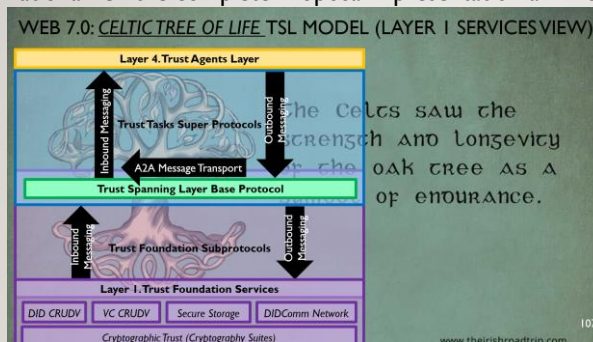 WEB 7.0: CELTIC TREE OF LIFE TSL MODEL (LAYER 1 SERVICES VIEW)
Layer 4. Trust Agents Layer
Inbound Messaging
Trust Tasks Super Protocols
Outbound Messaging
A2A Message Transport
Trust Spanning Layer Base Protocol
Inbound Messaging
Trust Foundation Subprotocols
Outbound Messaging
Layer 1. Trust Foundation Services
DID CRUDV
VC CRUDV
Secure Storage
DIDComm Network
Cryptographic Trust (Cryptography Suites)
The Celts saw the
strength and longevity
of the oak tree as a
of endurance.
107
www.theirishroadtrip.com